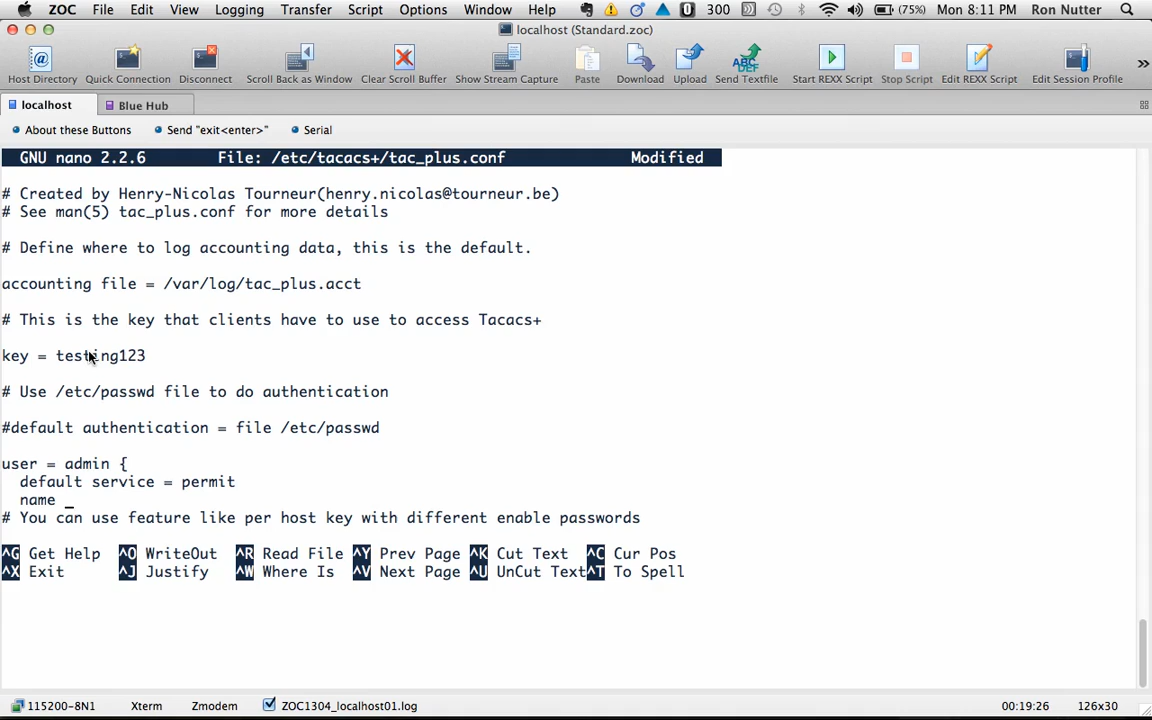 ZOC File Edit View Logging Transfer Script Options Window Help 300 (75%) Mon 8:11 PM Ron Nutter
localhost (Standard.zoc)
Host Directory Quick Connection Disconnect Scroll Back as Window Clear Scroll Buffer Show Stream Capture Paste Download Upload Send Textfile Start REXX Script Stop Script Edit REXX Script Edit Session Profile
localhost Blue Hub
About these Buttons Send "exit<enter>" Serial
GNU nano 2.2.6 File: /etc/tacacs+/tac_plus.conf Modified
# Created by Henry-Nicolas Tourneur(henry.nicolas@tourneur.be)
# See man(5) tac_plus.conf for more details
# Define where to log accounting data, this is the default.
accounting file = /var/log/tac_plus.acct
# This is the key that clients have to use to access Tacacs+
key = testing123
# Use /etc/passwd file to do authentication
#default authentication = file /etc/passwd
user = admin {
default service = permit
name _
# You can use feature like per host key with different enable passwords
^G Get Help ^O WriteOut ^R Read File ^Y Prev Page ^K Cut Text ^C Cur Pos
^X Exit ^J Justify ^W Where Is ^V Next Page ^U UnCut Text ^T To Spell
115200-8N1 Xterm Zmodem ZOC1304_localhost01.log 00:19:26 126x30